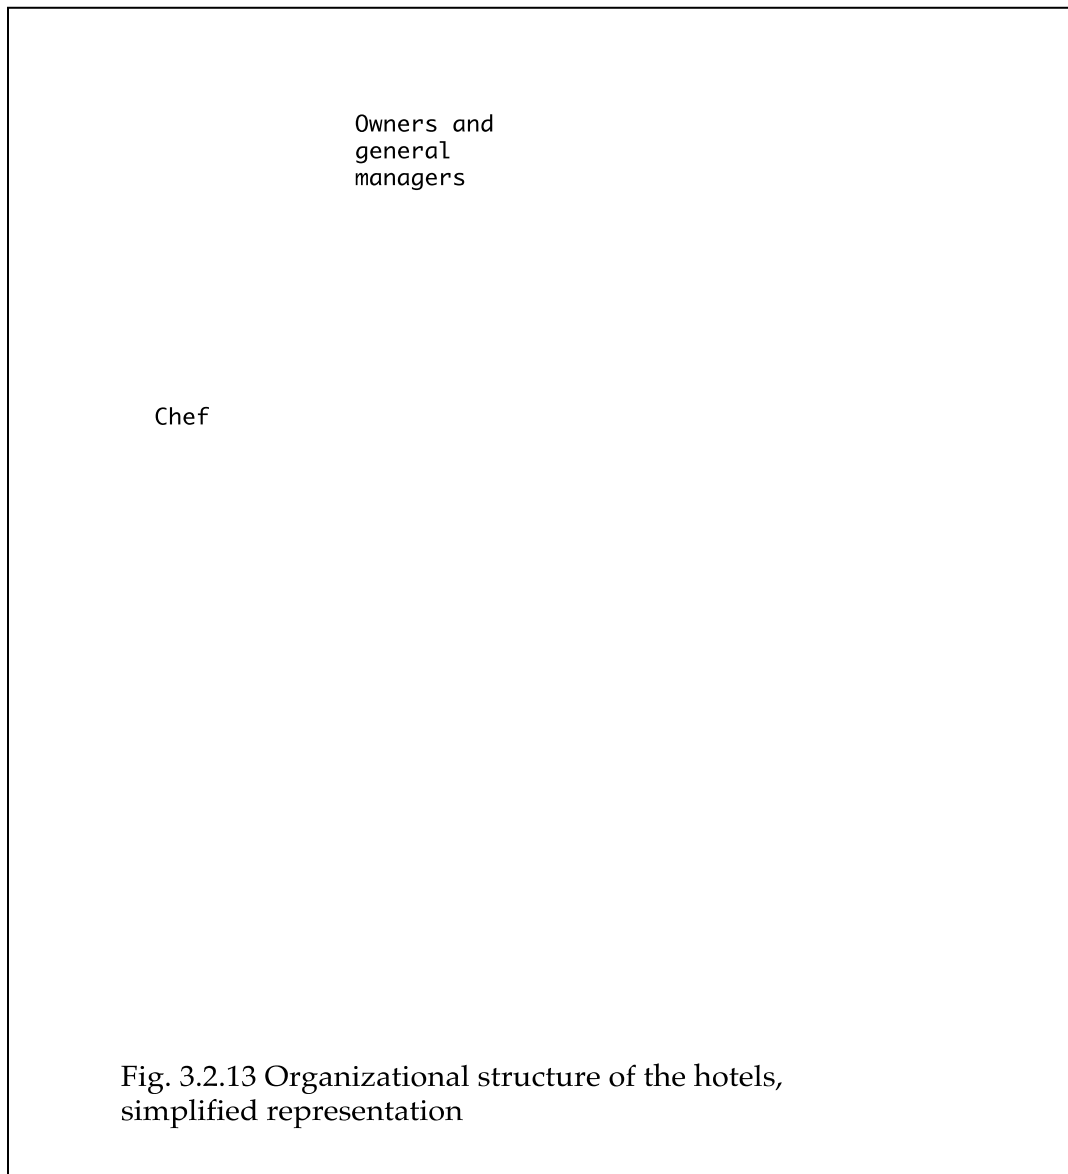 Owners and
general
managers
Chef
Fig. 3.2.13 Organizational structure of the hotels,
simplified representation